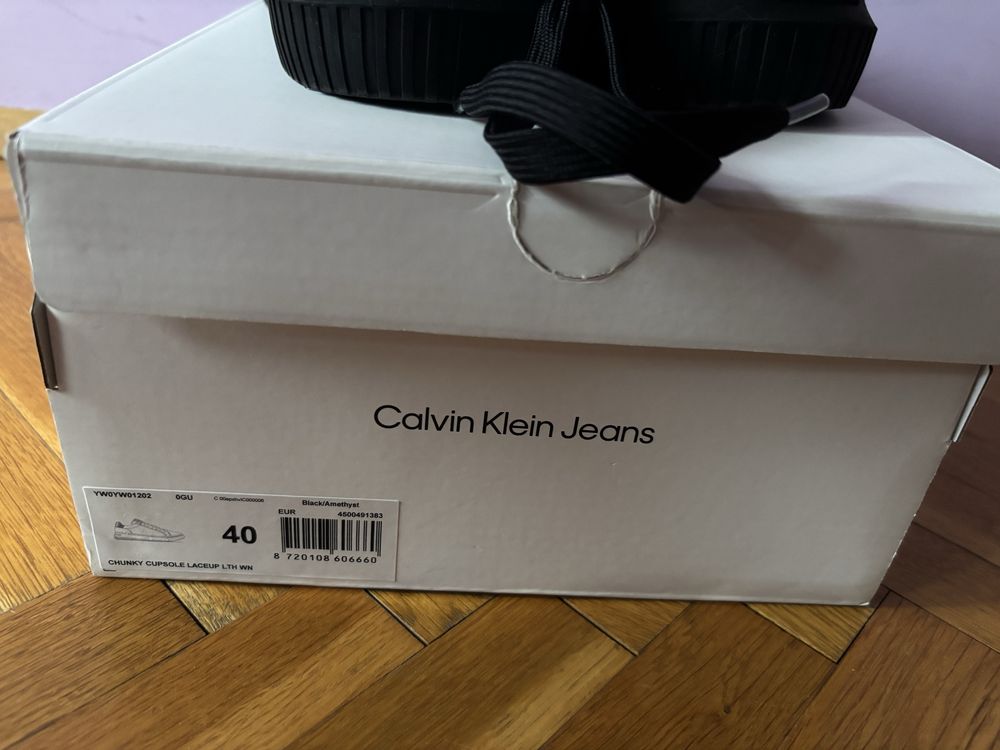 Calvin Klein Jeans
YW0YW01202 0GU Black/Amethyst
EUR 4500491383
40
8 720108 606660
CHUNKY CUPSOLE LACEUP LTH WN